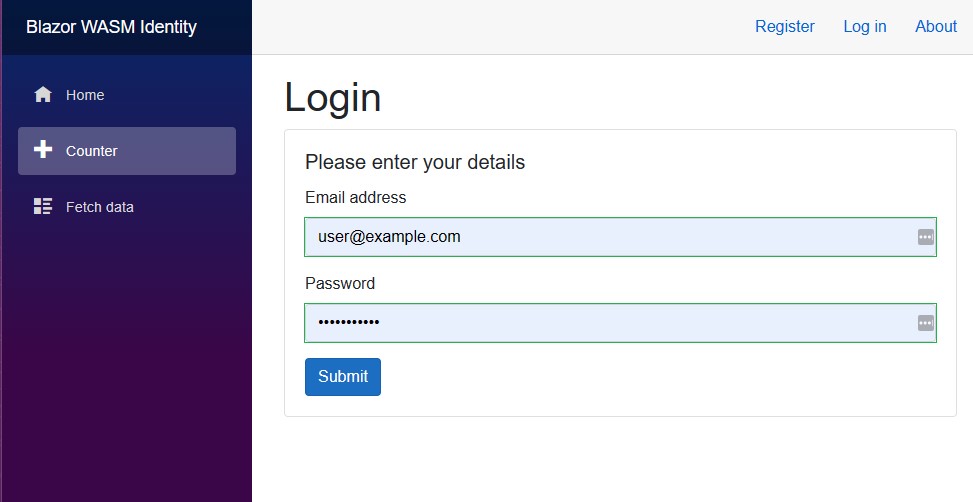 Blazor WASM Identity
Register Log in About
Home
Counter
Fetch data
Login
Please enter your details
Email address
user@example.com
Password
•••••••••••
Submit